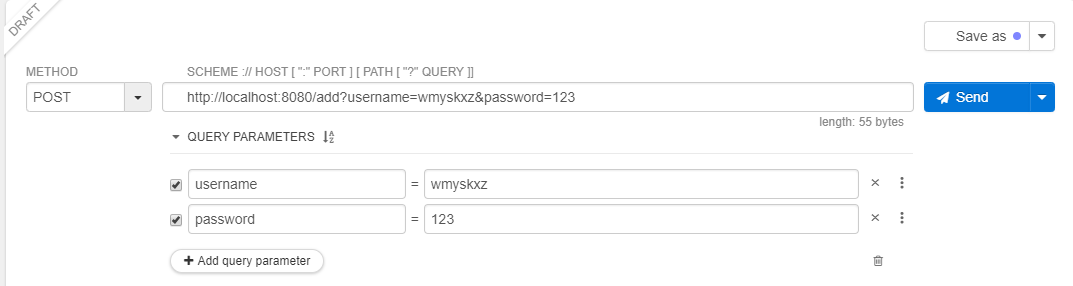 DRAFT
Save as
METHOD SCHEME :// HOST [ ":" PORT ] [ PATH [ "?" QUERY ]]
POST http://localhost:8080/add?username=wmyskxz&password=123 Send
length: 55 bytes
QUERY PARAMETERS
username = wmyskxz
password = 123
+ Add query parameter